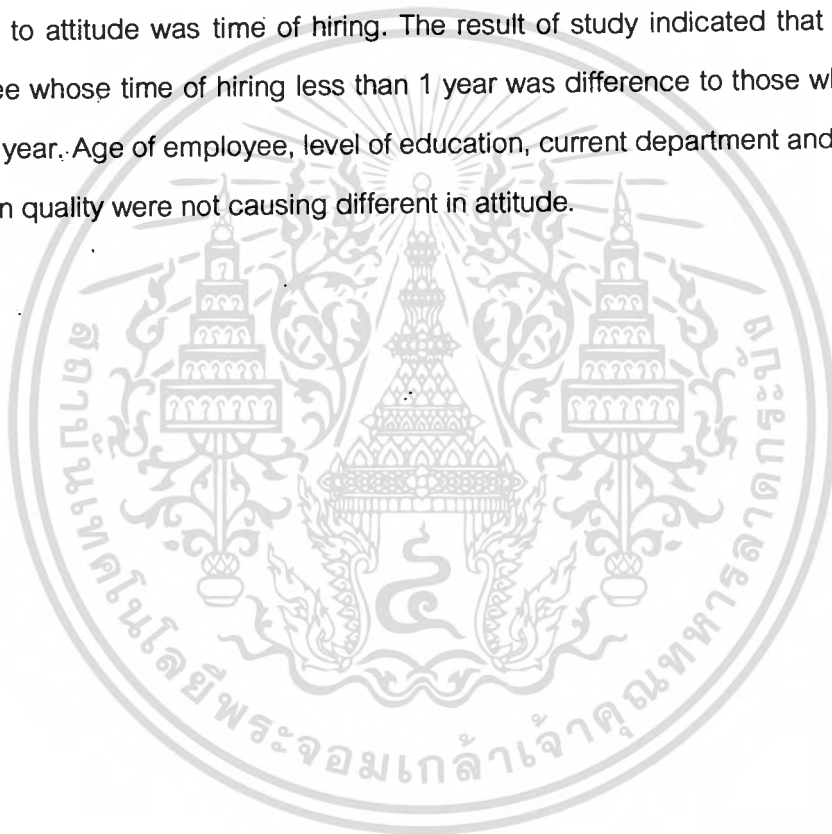 to attitude was time of hiring. The result of study indicated that
ee whose time of hiring less than 1 year was difference to those wh
year. Age of employee, level of education, current department and
n quality were not causing different in attitude.
สถาบันเทคโนโลยีพระจอมเกล้าเจ้าคุณทหารลาดกระบัง